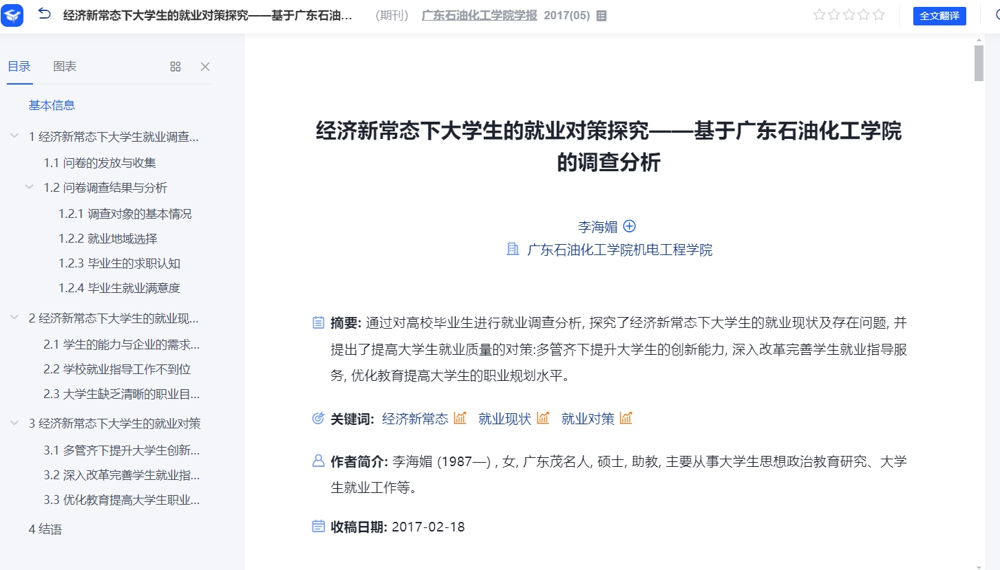 经济新常态下大学生的就业对策探究——基于广东石油... (期刊) 广东石油化工学院学报 2017(05) 全文翻译
目录 图表
基本信息
1 经济新常态下大学生就业调查...
1.1 问卷的发放与收集
1.2 问卷调查结果与分析
1.2.1 调查对象的基本情况
1.2.2 就业地域选择
1.2.3 毕业生的求职认知
1.2.4 毕业生就业满意度
2 经济新常态下大学生的就业现...
2.1 学生的能力与企业的需求...
2.2 学校就业指导工作不到位
2.3 大学生缺乏清晰的职业目...
3 经济新常态下大学生的就业对策
3.1 多管齐下提升大学生创新...
3.2 深入改革完善学生就业指...
3.3 优化教育提高大学生职业...
4 结语
经济新常态下大学生的就业对策探究——基于广东石油化工学院
的调查分析
李海媚
广东石油化工学院机电工程学院
摘要: 通过对高校毕业生进行就业调查分析, 探究了经济新常态下大学生的就业现状及存在问题, 并
提出了提高大学生就业质量的对策:多管齐下提升大学生的创新能力, 深入改革完善学生就业指导服
务, 优化教育提高大学生的职业规划水平。
关键词: 经济新常态 就业现状 就业对策
作者简介: 李海媚 (1987—) , 女, 广东茂名人, 硕士, 助教, 主要从事大学生思想政治教育研究、大学
生就业工作等。
收稿日期: 2017-02-18